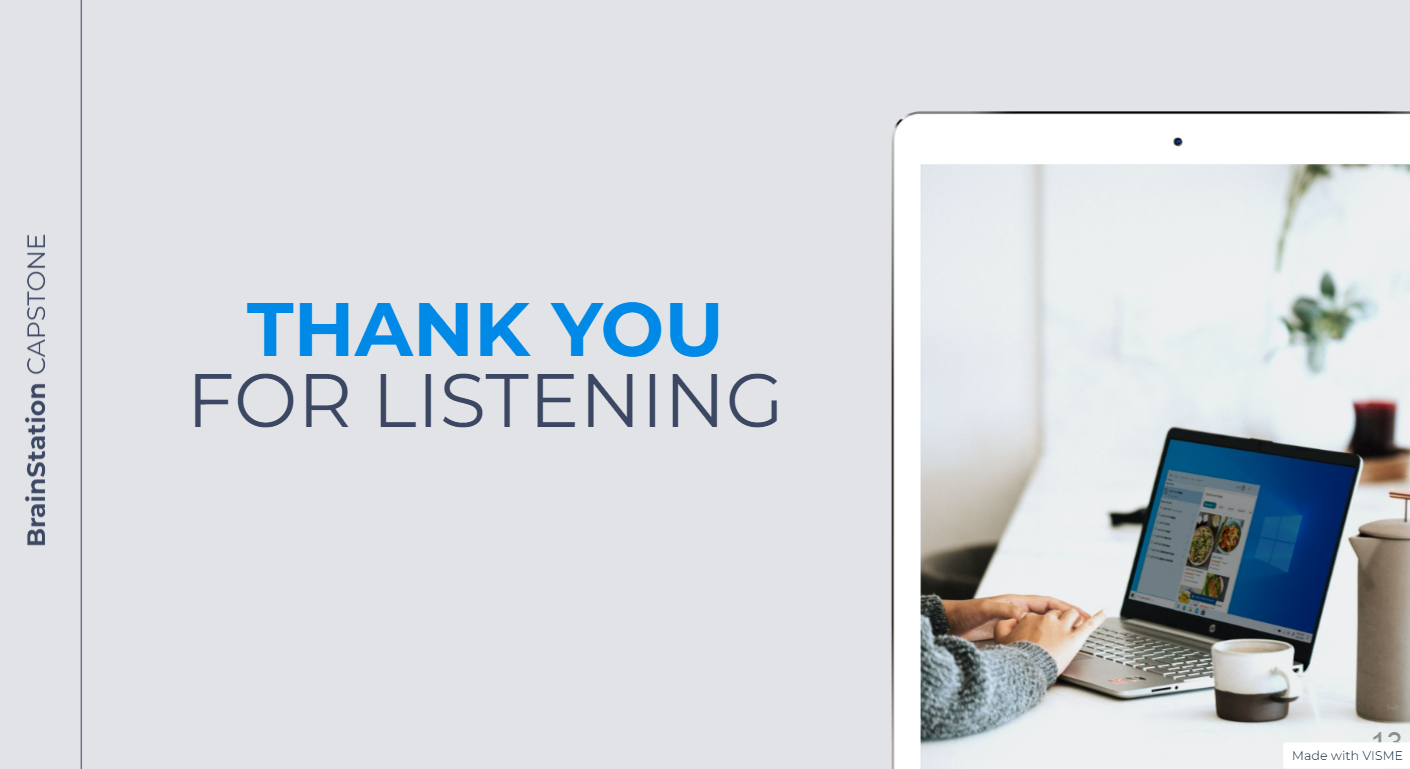 BrainStation CAPSTONE
THANK YOU
FOR LISTENING
Made with VISME